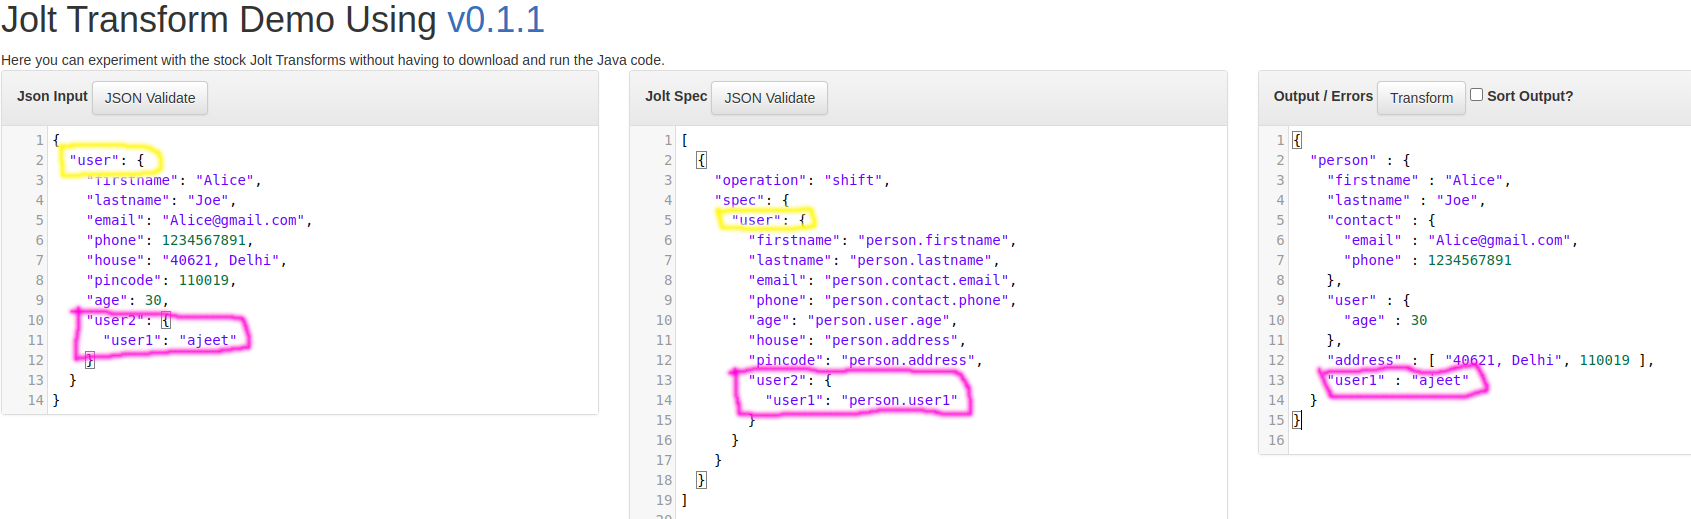 Jolt Transform Demo Using v0.1.1
Here you can experiment with the stock Jolt Transforms without having to download and run the Java code.
Json Input JSON Validate
1 {
2 "user": {
3 "firstname": "Alice",
4 "lastname": "Joe",
5 "email": "Alice@gmail.com",
6 "phone": 1234567891,
7 "house": "40621, Delhi",
8 "pincode": 110019,
9 "age": 30,
10 "user2": {
11 "user1": "ajeet"
12 }
13 }
14 }
Jolt Spec JSON Validate
1 [
2 {
3 "operation": "shift",
4 "spec": {
5 "user": {
6 "firstname": "person.firstname",
7 "lastname": "person.lastname",
8 "email": "person.contact.email",
9 "phone": "person.contact.phone",
10 "age": "person.user.age",
11 "house": "person.address",
12 "pincode": "person.address",
13 "user2": {
14 "user1": "person.user1"
15 }
16 }
17 }
18 }
19 ]
20
Output / Errors Transform Sort Output?
1 {
2 "person" : {
3 "firstname" : "Alice",
4 "lastname" : "Joe",
5 "contact" : {
6 "email" : "Alice@gmail.com",
7 "phone" : 1234567891
8 },
9 "user" : {
10 "age" : 30
11 },
12 "address" : [ "40621, Delhi", 110019 ],
13 "user1" : "ajeet"
14 }
15 }
16